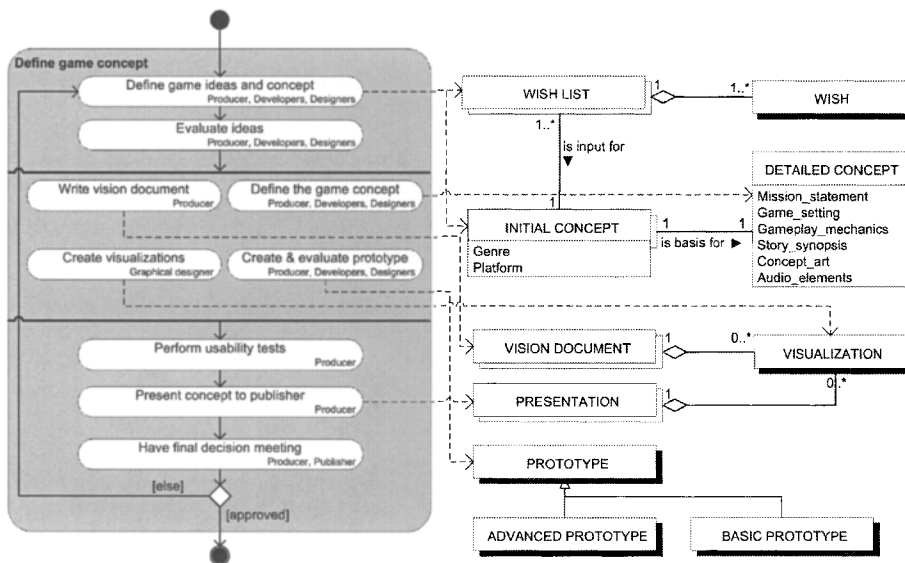 Define game concept
Define game ideas and concept
Producer, Developers, Designers
Evaluate ideas
Producer, Developers, Designers
Write vision document
Producer
Define the game concept
Producer, Developers, Designers
Create visualizations
Graphical designer
Create & evaluate prototype
Producer, Developers, Designers
Perform usability tests
Producer
Present concept to publisher
Producer
Have final decision meeting
Producer, Publisher
[else]
[approved]
WISH LIST
1
1..*
WISH
1..*
is input for
1
INITIAL CONCEPT
Genre
Platform
1
1
is basis for
DETAILED CONCEPT
Mission_statement
Game_setting
Gameplay_mechanics
Story_synopsis
Concept_art
Audio_elements
VISION DOCUMENT
1
0..*
VISUALIZATION
0..*
PRESENTATION
1
PROTOTYPE
ADVANCED PROTOTYPE
BASIC PROTOTYPE